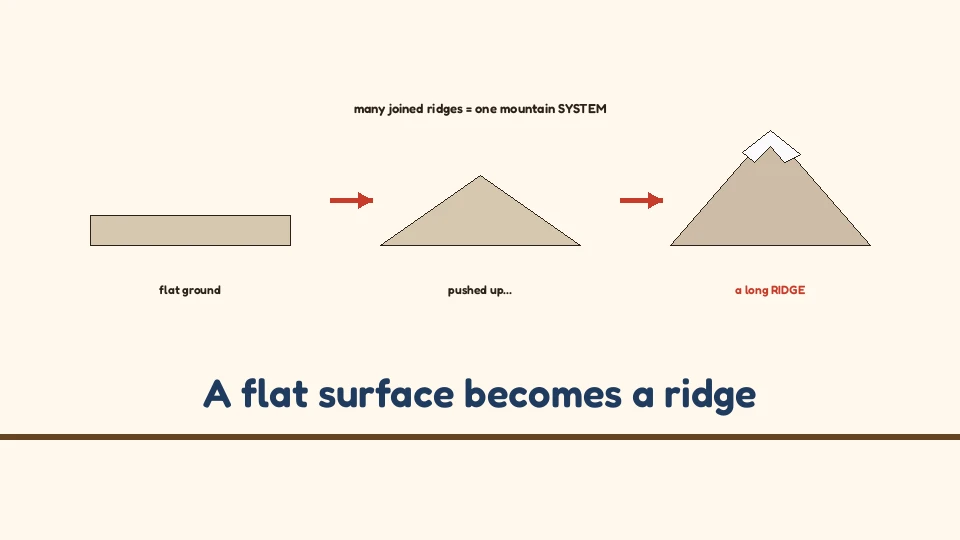 many joined ridges = one mountain SYSTEM
flat ground
pushed up...
a long RIDGE
A flat surface becomes a ridge